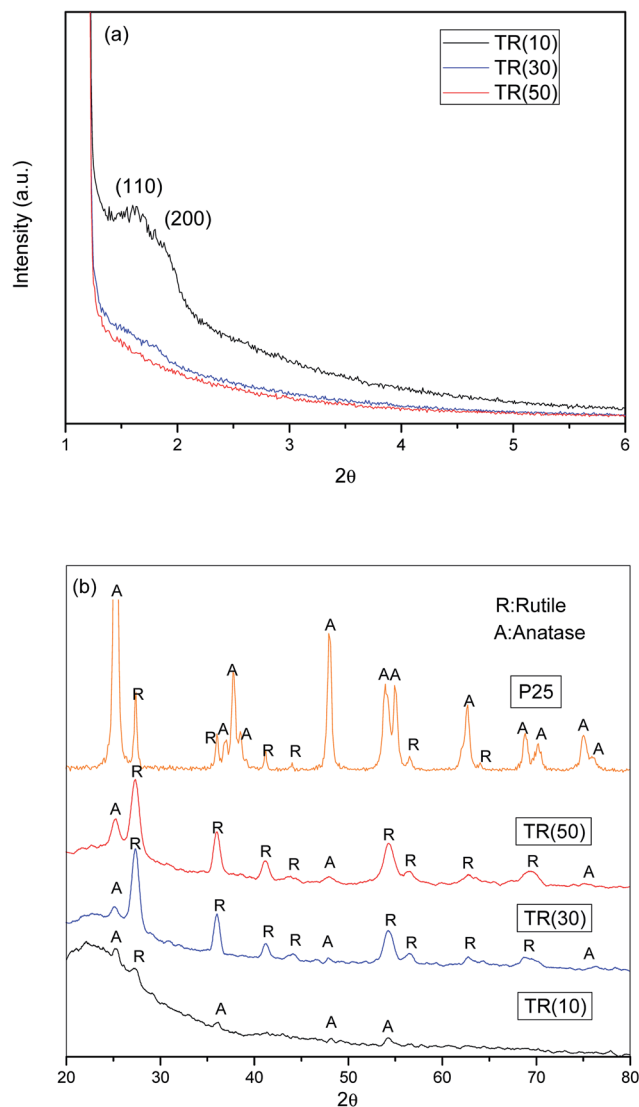 (a)
TR(10)
TR(30)
TR(50)
(110)
(200)
Intensity (a.u.)
1 2 3 4 5 6
2θ
(b)
R:Rutile
A:Anatase
P25
A R R A A A R R A A A R A R A A A A
TR(50)
A R R R R A R R R R A
TR(30)
A R R R R A R R R R A
TR(10)
A R A A A
20 30 40 50 60 70 80
2θ